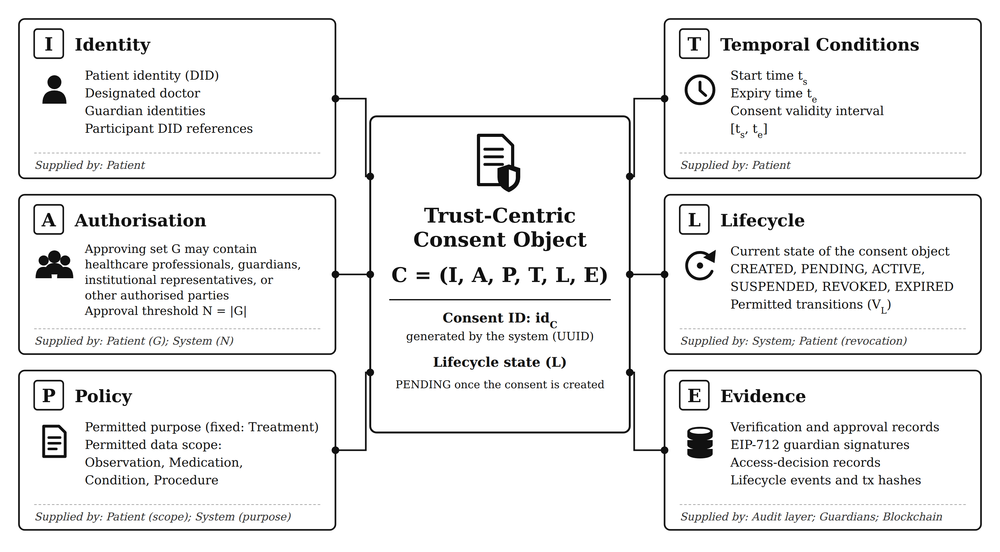 I
Identity
Patient identity (DID)
Designated doctor
Guardian identities
Participant DID references
Supplied by: Patient
A
Authorisation
Approving set G may contain
healthcare professionals, guardians,
institutional representatives, or
other authorised parties
Approval threshold N = |G|
Supplied by: Patient (G); System (N)
P
Policy
Permitted purpose (fixed: Treatment)
Permitted data scope:
Observation, Medication,
Condition, Procedure
Supplied by: Patient (scope); System (purpose)
Trust-Centric
Consent Object
C = (I, A, P, T, L, E)
Consent ID: id_C
generated by the system (UUID)
Lifecycle state (L)
PENDING once the consent is created
T
Temporal Conditions
Start time t_s
Expiry time t_e
Consent validity interval
[t_s, t_e]
Supplied by: Patient
L
Lifecycle
Current state of the consent object
CREATED, PENDING, ACTIVE,
SUSPENDED, REVOKED, EXPIRED
Permitted transitions (V_L)
Supplied by: System; Patient (revocation)
E
Evidence
Verification and approval records
EIP-712 guardian signatures
Access-decision records
Lifecycle events and tx hashes
Supplied by: Audit layer; Guardians; Blockchain